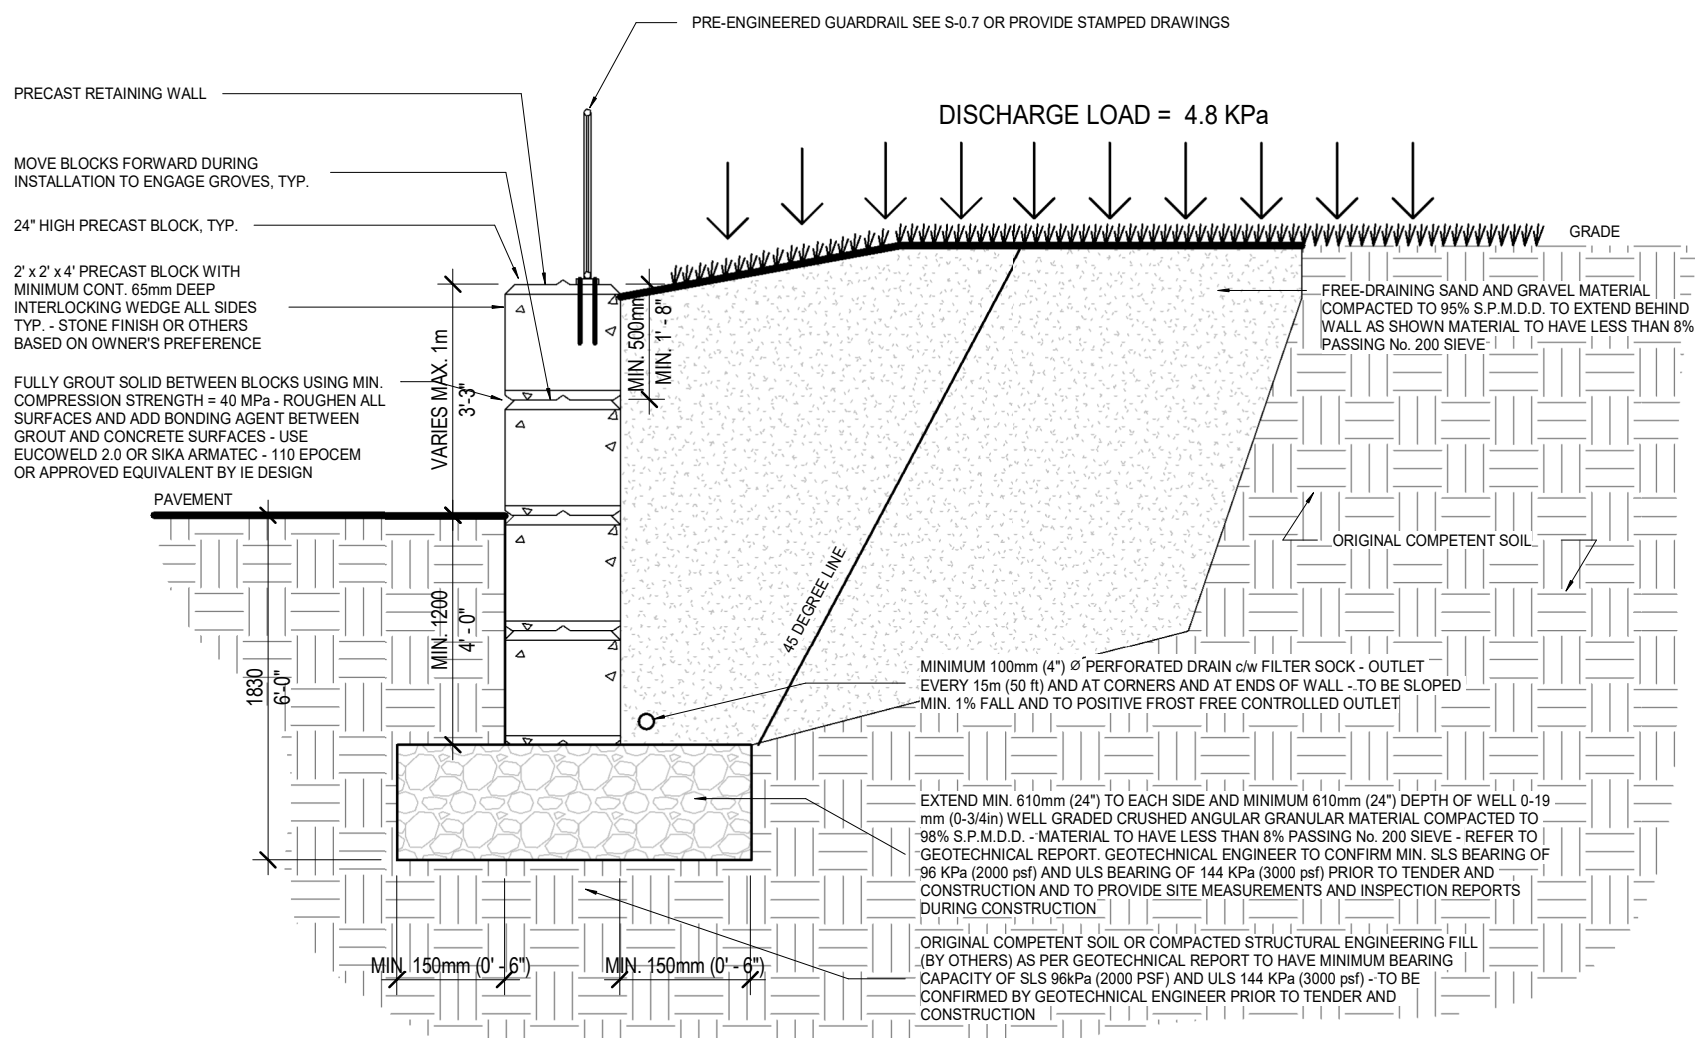 PRE-ENGINEERED GUARDRAIL SEE S-0.7 OR PROVIDE STAMPED DRAWINGS
PRECAST RETAINING WALL
DISCHARGE LOAD = 4.8 KPa
MOVE BLOCKS FORWARD DURING
INSTALLATION TO ENGAGE GROVES, TYP.
24" HIGH PRECAST BLOCK, TYP.
GRADE
2' x 2' x 4' PRECAST BLOCK WITH
MINIMUM CONT. 65mm DEEP
INTERLOCKING WEDGE ALL SIDES
TYP. - STONE FINISH OR OTHERS
BASED ON OWNER'S PREFERENCE
FREE-DRAINING SAND AND GRAVEL MATERIAL
COMPACTED TO 95% S.P.M.D.D. TO EXTEND BEHIND
WALL AS SHOWN MATERIAL TO HAVE LESS THAN 8%
PASSING No. 200 SIEVE
MIN. 500mm
MIN. 1' - 8"
VARIES MAX. 1m
3'-3"
FULLY GROUT SOLID BETWEEN BLOCKS USING MIN.
COMPRESSION STRENGTH = 40 MPa - ROUGHEN ALL
SURFACES AND ADD BONDING AGENT BETWEEN
GROUT AND CONCRETE SURFACES - USE
EUCOWELD 2.0 OR SIKA ARMATEC - 110 EPOCEM
OR APPROVED EQUIVALENT BY IE DESIGN
PAVEMENT
ORIGINAL COMPETENT SOIL
45 DEGREE LINE
MIN. 1200
4' - 0"
1830
6'-0"
MINIMUM 100mm (4") Ø PERFORATED DRAIN c/w FILTER SOCK - OUTLET
EVERY 15m (50 ft) AND AT CORNERS AND AT ENDS OF WALL - TO BE SLOPED
MIN. 1% FALL AND TO POSITIVE FROST FREE CONTROLLED OUTLET
EXTEND MIN. 610mm (24") TO EACH SIDE AND MINIMUM 610mm (24") DEPTH OF WELL 0-19
mm (0-3/4in) WELL GRADED CRUSHED ANGULAR GRANULAR MATERIAL COMPACTED TO
98% S.P.M.D.D. - MATERIAL TO HAVE LESS THAN 8% PASSING No. 200 SIEVE - REFER TO
GEOTECHNICAL REPORT. GEOTECHNICAL ENGINEER TO CONFIRM MIN. SLS BEARING OF
96 KPa (2000 psf) AND ULS BEARING OF 144 KPa (3000 psf) PRIOR TO TENDER AND
CONSTRUCTION AND TO PROVIDE SITE MEASUREMENTS AND INSPECTION REPORTS
DURING CONSTRUCTION
ORIGINAL COMPETENT SOIL OR COMPACTED STRUCTURAL ENGINEERING FILL
(BY OTHERS) AS PER GEOTECHNICAL REPORT TO HAVE MINIMUM BEARING
CAPACITY OF SLS 96kPa (2000 PSF) AND ULS 144 KPa (3000 psf) - TO BE
CONFIRMED BY GEOTECHNICAL ENGINEER PRIOR TO TENDER AND
CONSTRUCTION
MIN. 150mm (0' - 6")
MIN. 150mm (0' - 6")